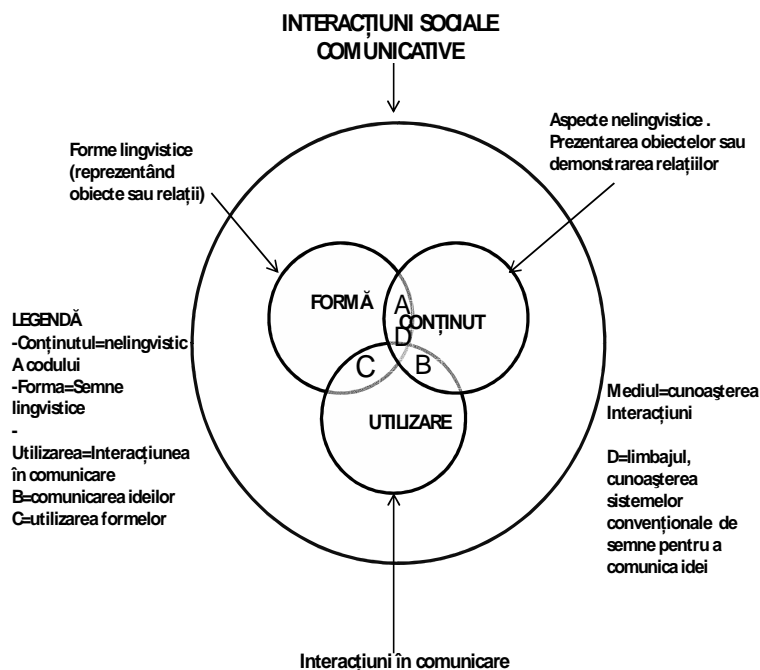 INTERACȚIUNI SOCIALE
COMUNICATIVE
Aspecte nelingvistice .
Prezentarea obiectelor sau
demonstrarea relațiilor
Forme lingvistice
(reprezentând
obiecte sau relații)
FORMĂ
A
CONȚINUT
D
C
B
UTILIZARE
LEGENDĂ
-Conținutul=nelingvistic
A codului
-Forma=Semne
lingvistice
-
Utilizarea=Interacțiunea
în comunicare
B=comunicarea ideilor
C=utilizarea formelor
Mediul=cunoaşterea
Interacțiuni
D=limbajul,
cunoaşterea
sistemelor
convenționale de
semne pentru a
comunica idei
Interacțiuni în comunicare